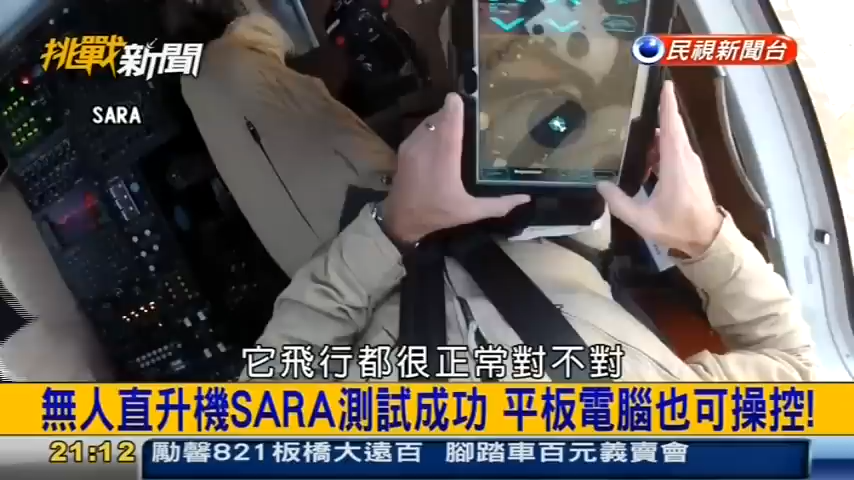 挑戰新聞
民視新聞台
SARA
它飛行都很正常對不對
無人直升機SARA測試成功 平板電腦也可操控!
21:12 勵馨821板橋大遠百 腳踏車百元義賣會